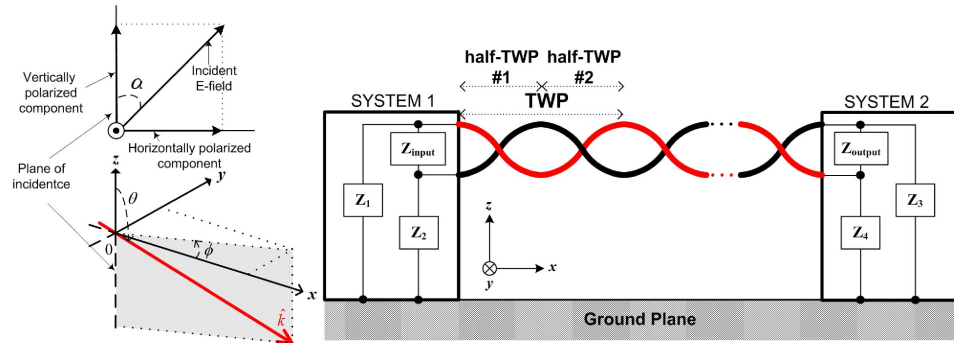 Vertically
polarized
component
α
Incident
E-field
Horizontally polarized
component
Plane of
incidentce
z
θ
y
0
ϕ
x
k̂
half-TWP
#1
half-TWP
#2
TWP
SYSTEM 1
Z1
Zinput
Z2
z
y
x
SYSTEM 2
Zoutput
Z4
Z3
Ground Plane